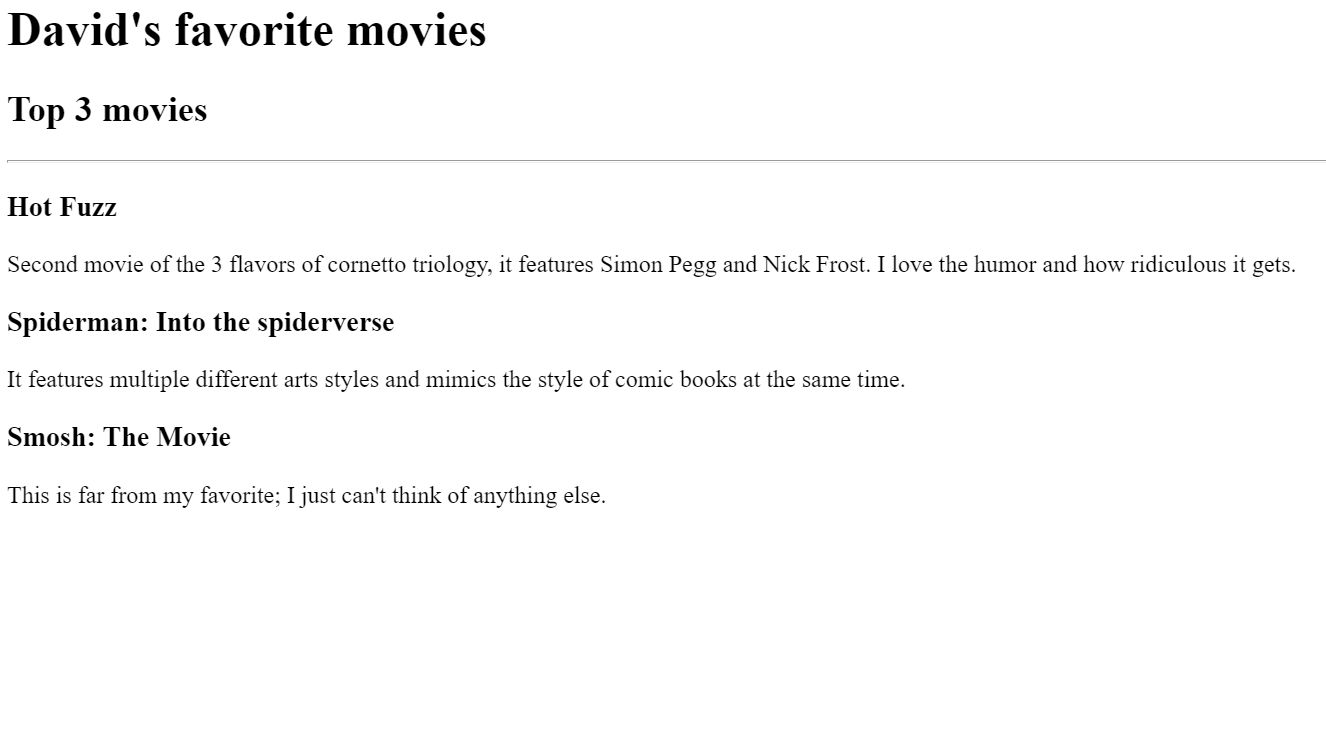 David's favorite movies
Top 3 movies
Hot Fuzz
Second movie of the 3 flavors of cornetto triology, it features Simon Pegg and Nick Frost. I love the humor and how ridiculous it gets.
Spiderman: Into the spiderverse
It features multiple different arts styles and mimics the style of comic books at the same time.
Smosh: The Movie
This is far from my favorite; I just can't think of anything else.